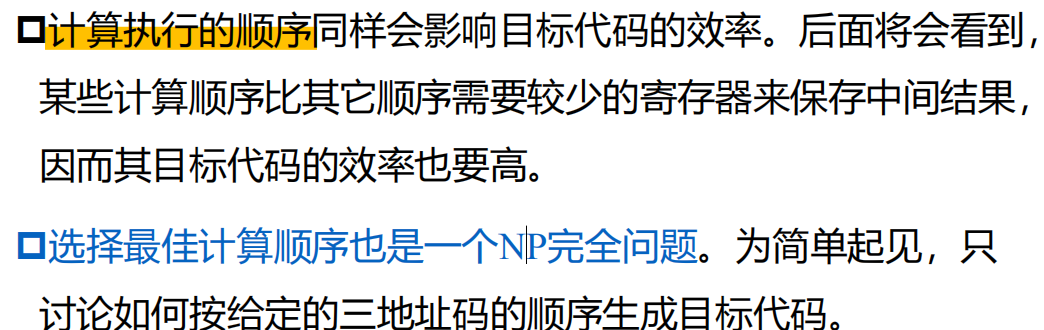 计算执行的顺序同样会影响目标代码的效率。后面将会看到，
某些计算顺序比其它顺序需要较少的寄存器来保存中间结果，
因而其目标代码的效率也要高。
选择最佳计算顺序也是一个NP完全问题。为简单起见，只
讨论如何按给定的三地址码的顺序生成目标代码。